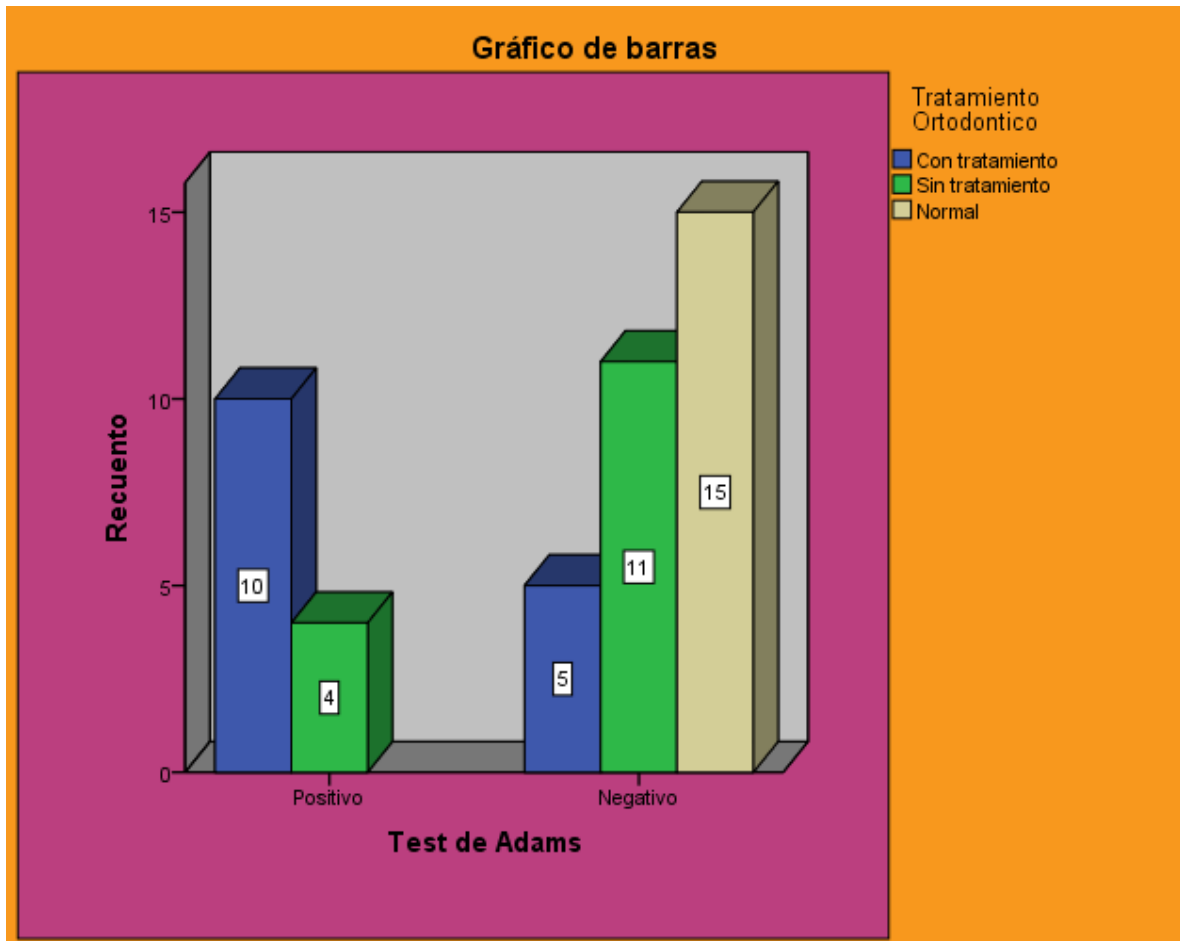 Gráfico de barras
Tratamiento
Ortodontico
Con tratamiento
Sin tratamiento
Normal
Recuento
15
10
5
0
10
4
5
11
15
Positivo
Negativo
Test de Adams